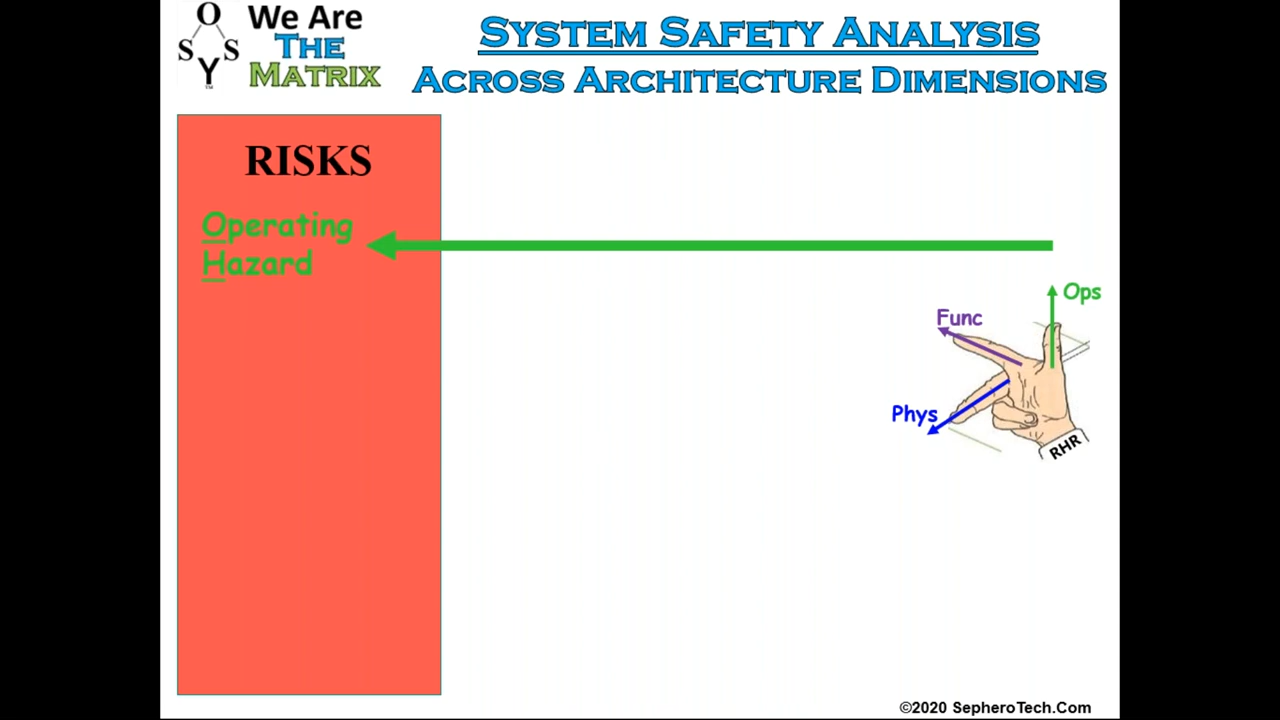 O
S S
Y
™
We Are
THE
MATRIX
SYSTEM SAFETY ANALYSIS
ACROSS ARCHITECTURE DIMENSIONS
RISKS
Operating
Hazard
Ops
Func
Phys
RHR
©2020 SepheroTech.Com